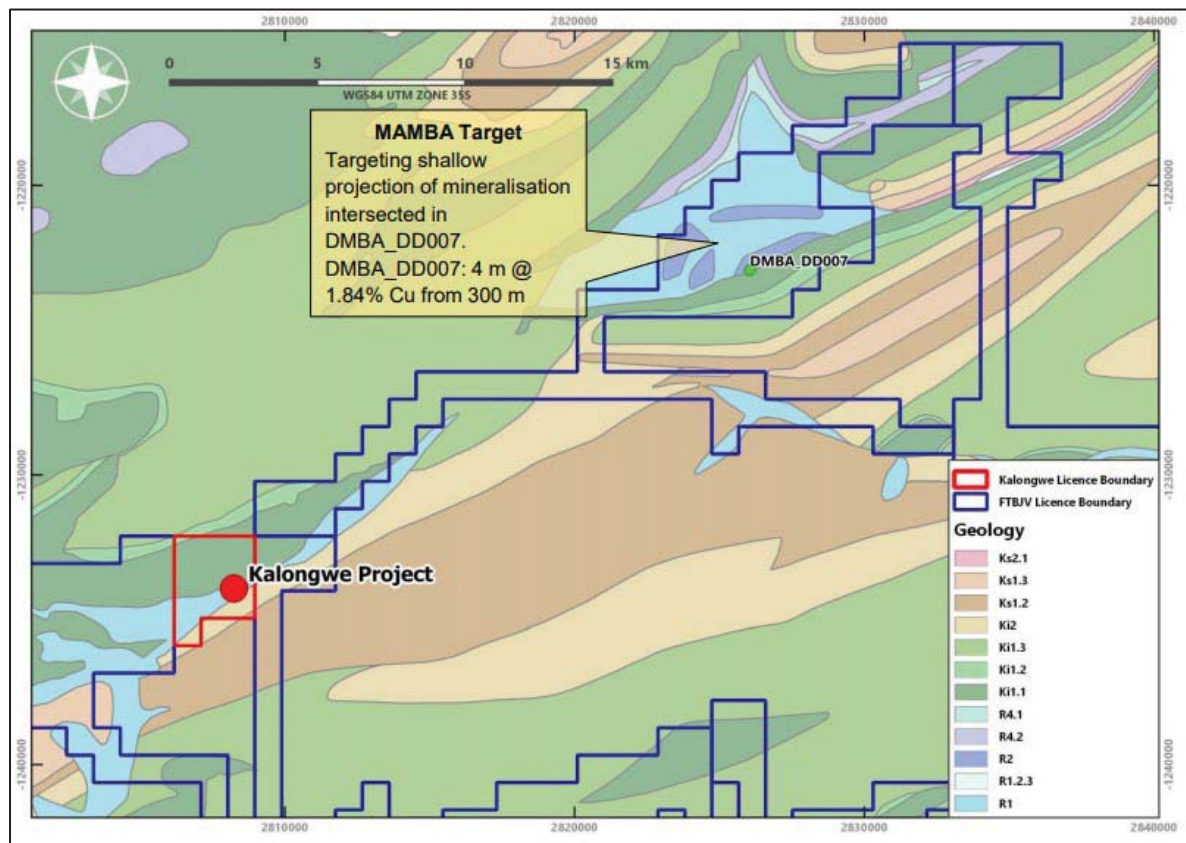 2810000
2820000
2830000
2840000
0
5
10
15 km
WGS84 UTM ZONE 35S
MAMBA Target
Targeting shallow
projection of mineralisation
intersected in
DMBA_DD007.
DMBA_DD007: 4 m @
1.84% Cu from 300 m
-1220000
-1220000
DMBA_DD007
-1230000
-1230000
Kalongwe Project
Kalongwe Licence Boundary
FTBJV Licence Boundary
Geology
Ks2.1
Ks1.3
Ks1.2
Ki2
Ki1.3
Ki1.2
Ki1.1
R4.1
R4.2
R2
R1.2.3
R1
-1240000
-1240000
2810000
2820000
2830000
2840000